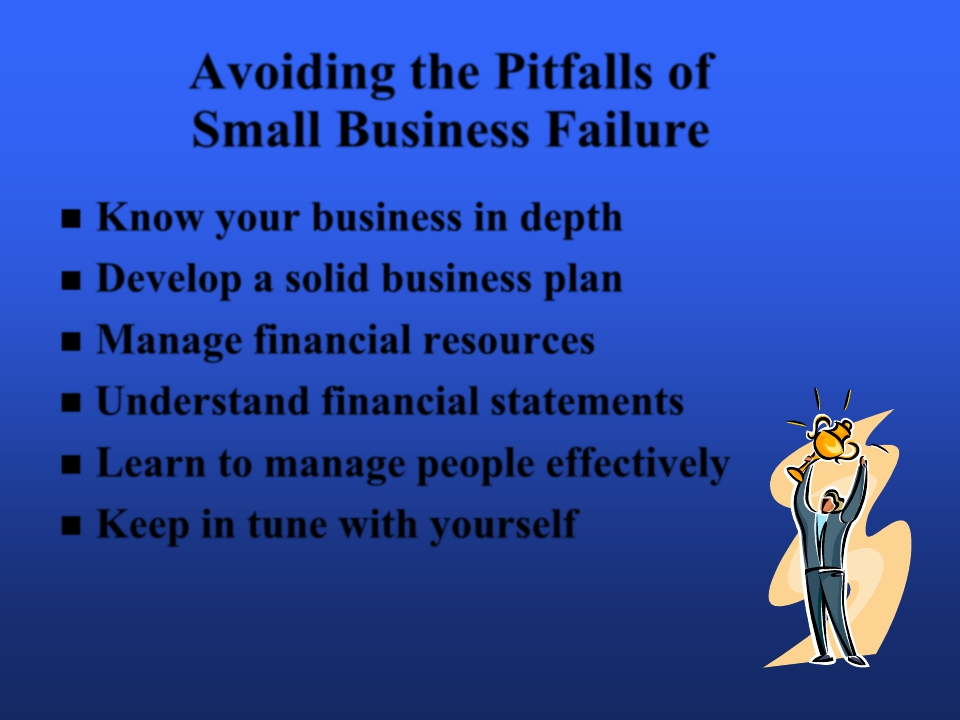 Avoiding the Pitfalls of
Small Business Failure
Know your business in depth
Develop a solid business plan
Manage financial resources
Understand financial statements
Learn to manage people effectively
Keep in tune with yourself